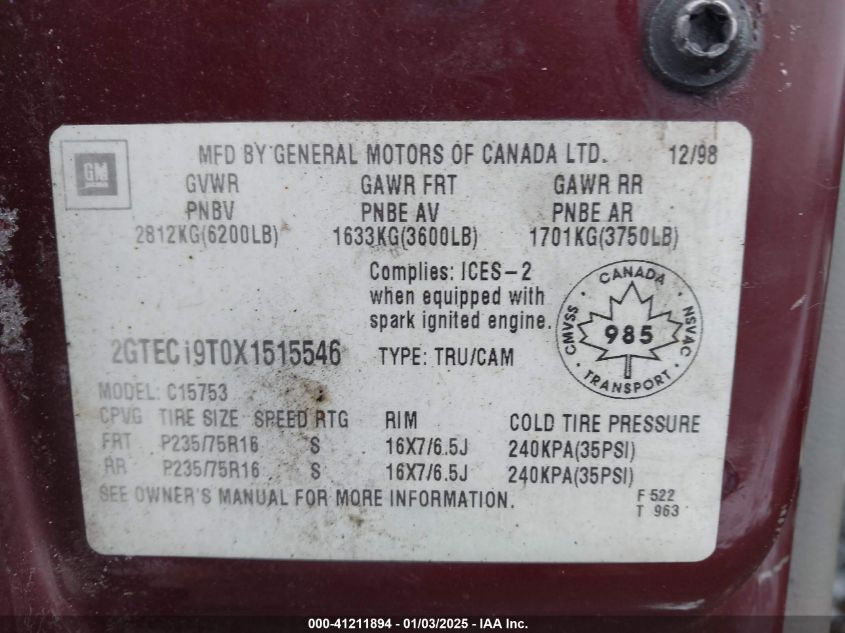 GM
MFD BY GENERAL MOTORS OF CANADA LTD. 12/98
GVWR GAWR FRT GAWR RR
PNBV PNBE AV PNBE AR
2812KG(6200LB) 1633KG(3600LB) 1701KG(3750LB)
Complies: ICES-2
when equipped with
spark ignited engine.
CANADA
CMVSS 985 NSVAC
TRANSPORT
2GTECi9T0X1515546 TYPE: TRU/CAM
MODEL: C15753
CPVG TIRE SIZE SPEED RTG RIM COLD TIRE PRESSURE
FRT P235/75R16 S 16X7/6.5J 240KPA(35PSI)
RR P235/75R16 S 16X7/6.5J 240KPA(35PSI)
SEE OWNER'S MANUAL FOR MORE INFORMATION. F 522
T 963
000-41211894 - 01/03/2025 - IAA Inc.